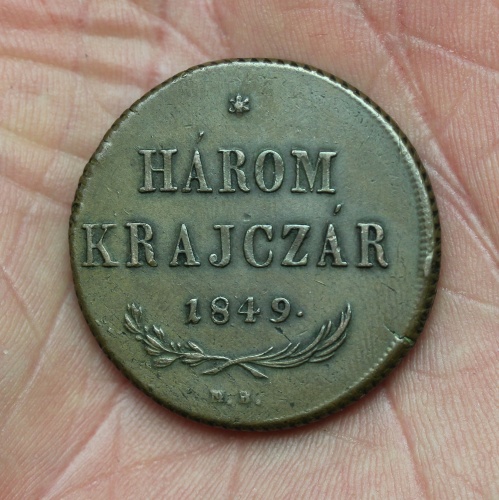 HÁROM
KRAJCZÁR
1849.
N.B.